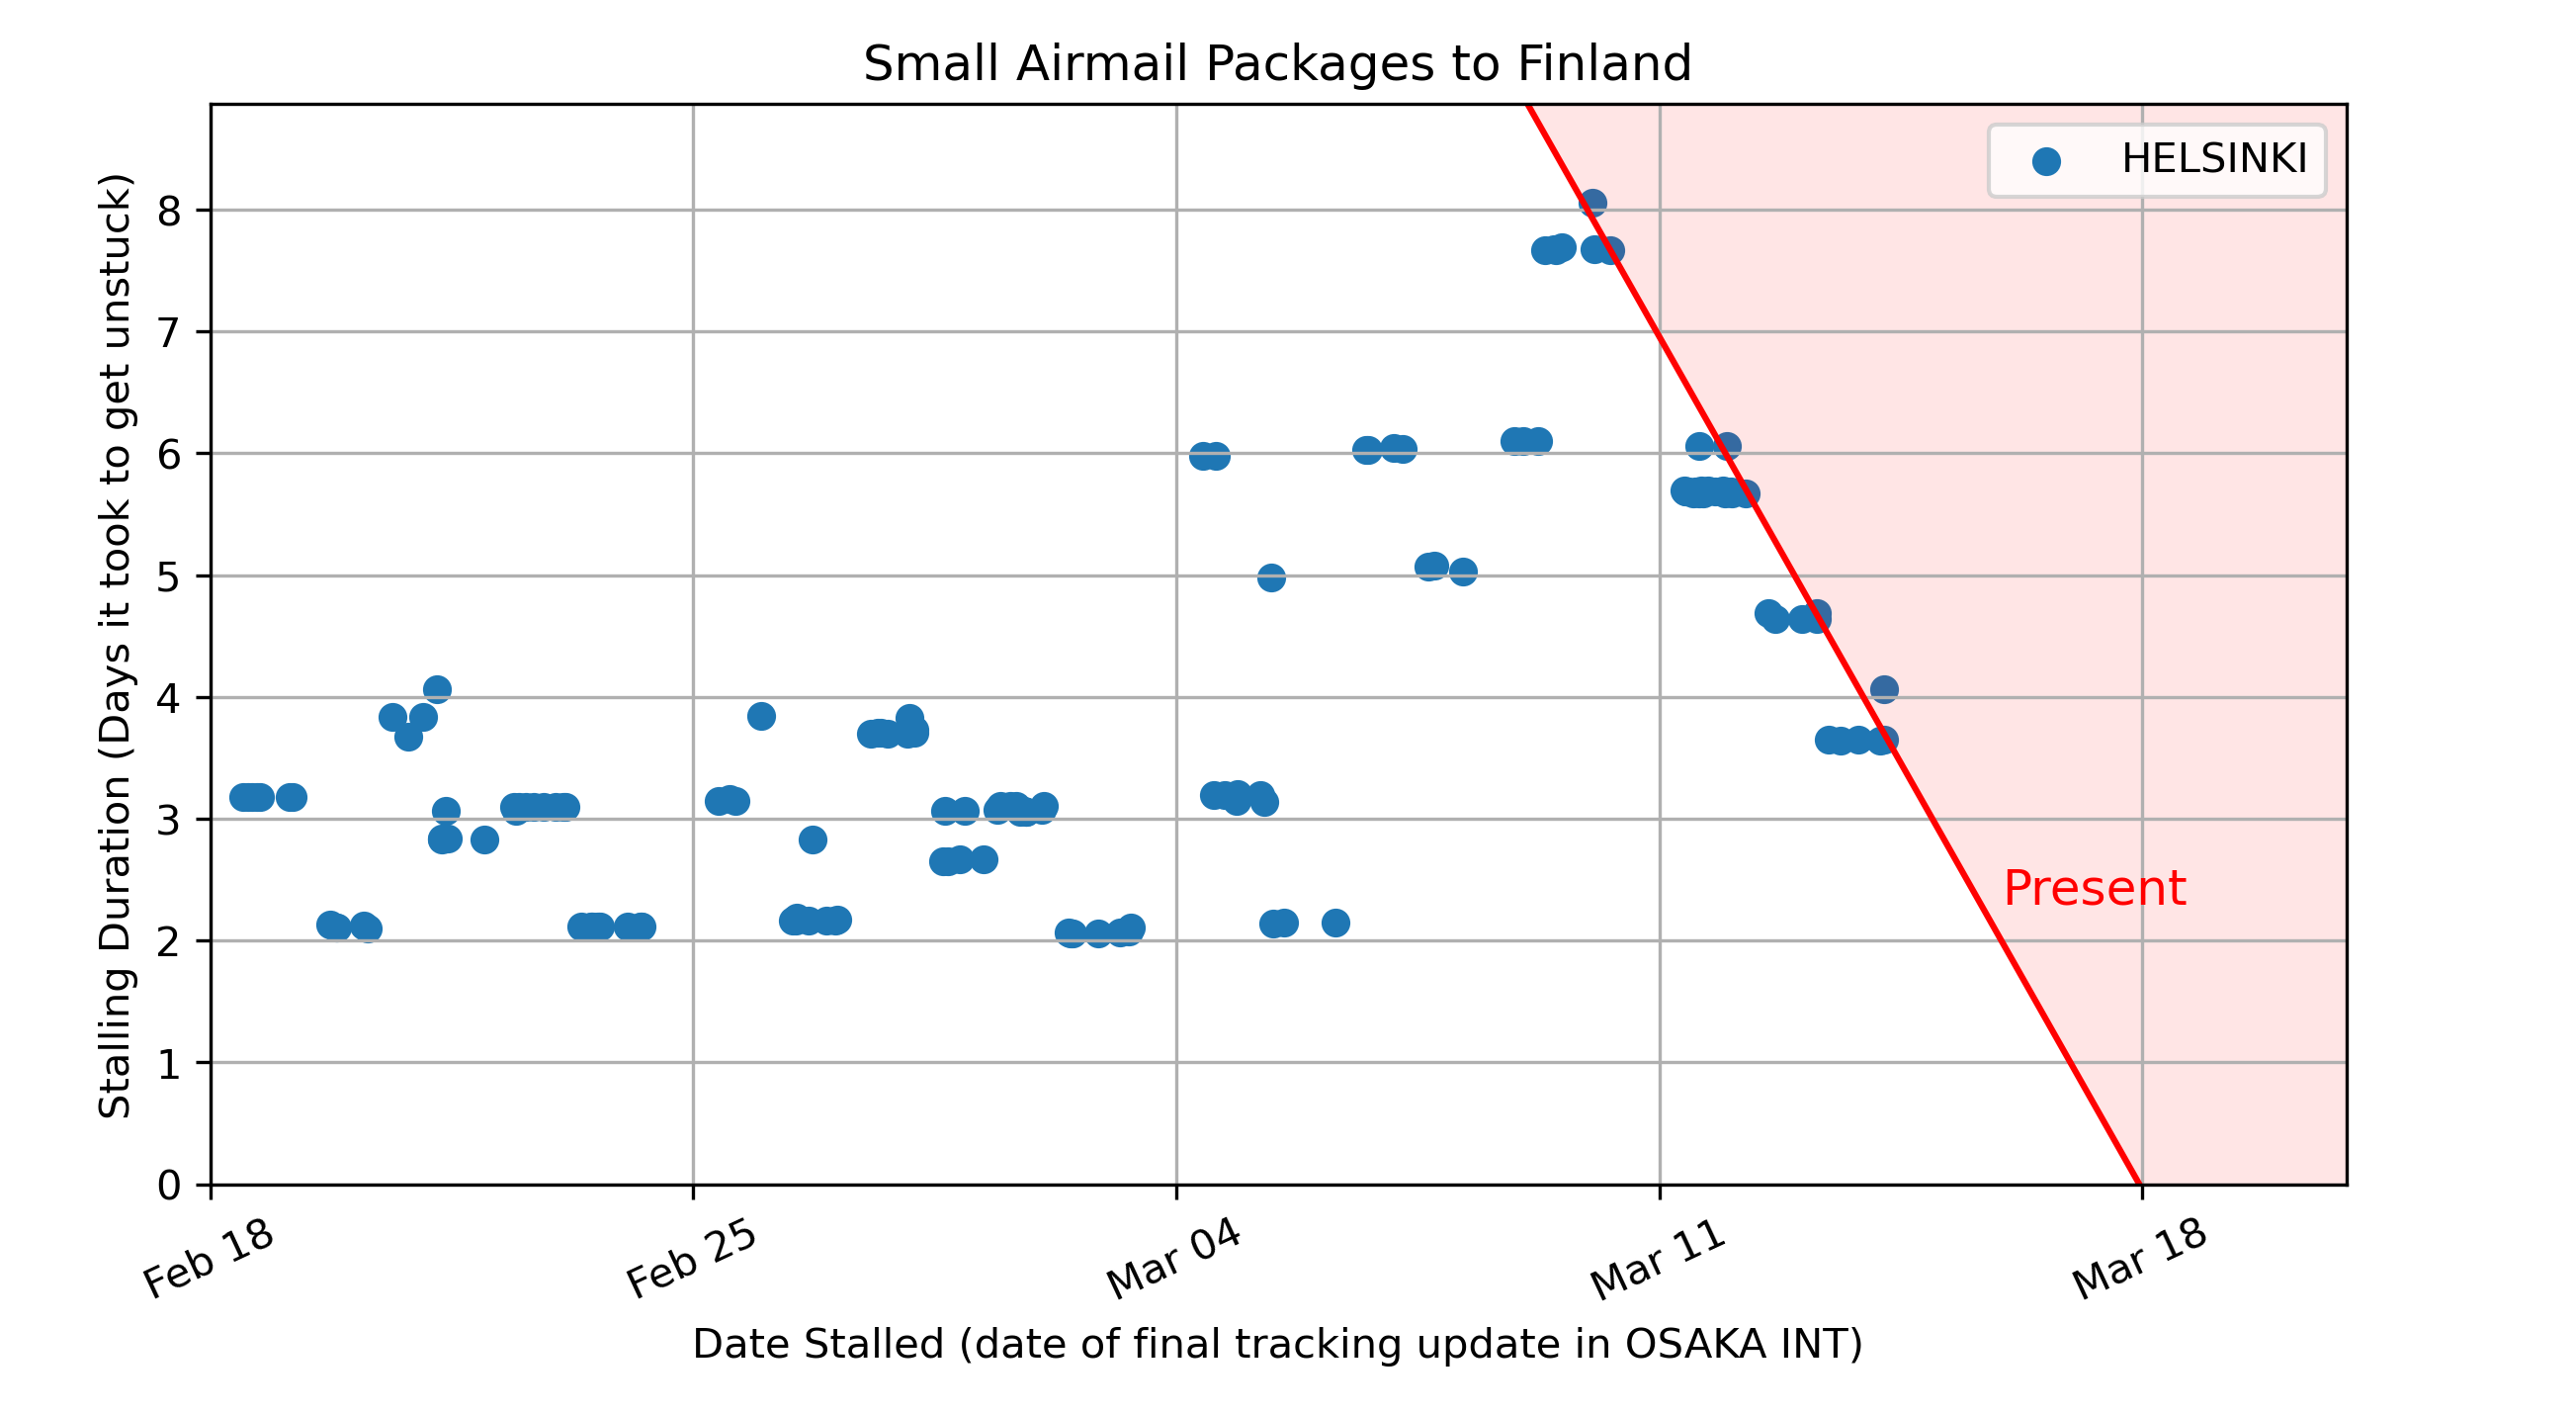 Small Airmail Packages to Finland
HELSINKI
Stalling Duration (Days it took to get unstuck)
8
7
6
5
4
3
2
1
0
Present
Feb 18
Feb 25
Mar 04
Mar 11
Mar 18
Date Stalled (date of final tracking update in OSAKA INT)